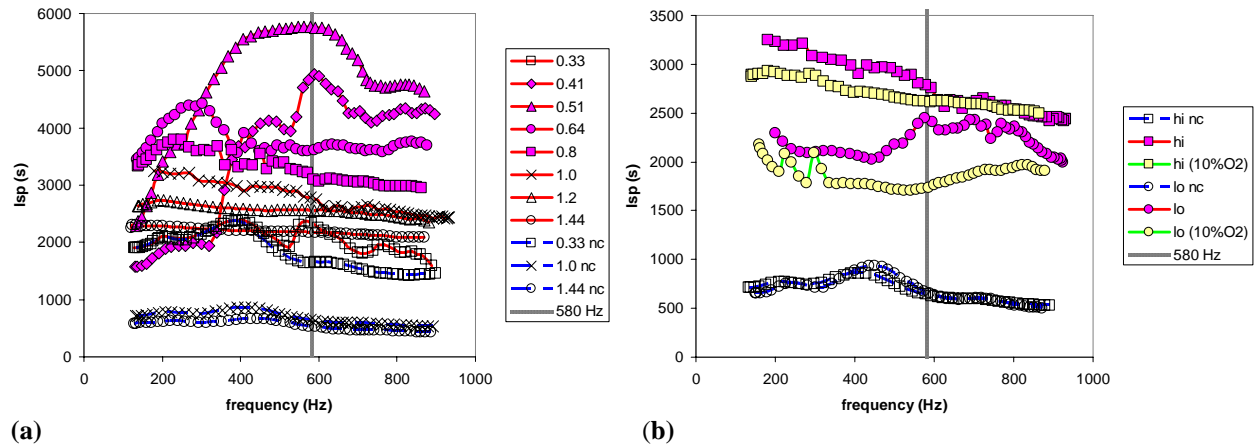 6000
5000
4000
3000
2000
1000
0
Isp (s)
0 200 400 600 800 1000
frequency (Hz)
0.33
0.41
0.51
0.64
0.8
1.0
1.2
1.44
0.33 nc
1.0 nc
1.44 nc
580 Hz
(a)
3500
3000
2500
2000
1500
1000
500
0
Isp (s)
0 200 400 600 800 1000
frequency (Hz)
hi nc
hi
hi (10%O2)
lo nc
lo
lo (10%O2)
580 Hz
(b)